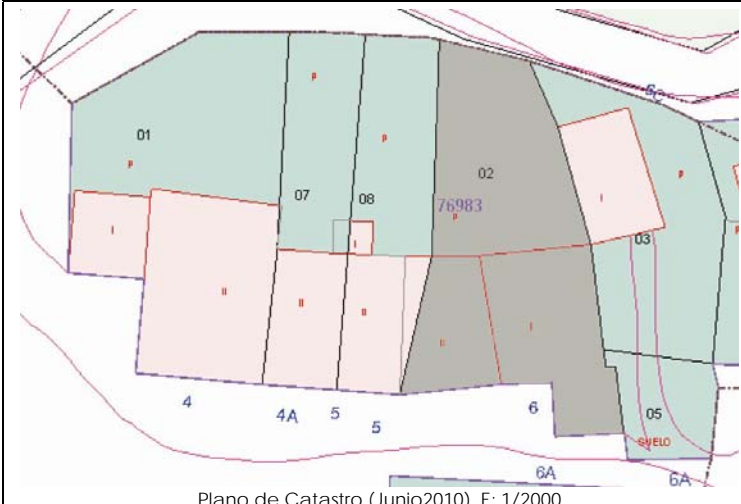 01
P
07
P
08
P
02
76983
P
03
P
I
I
II
II
II
I
II
I
05
SUELO
4
4A
5
5
6
6A
6A
Plano de Catastro (Junio2010) E: 1/2000